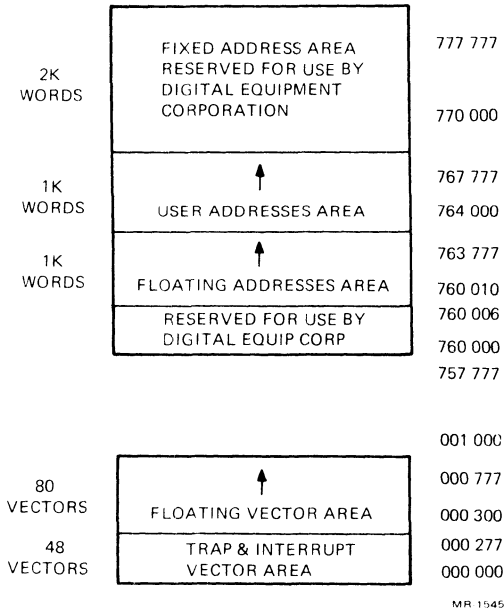 FIXED ADDRESS AREA
RESERVED FOR USE BY
DIGITAL EQUIPMENT
CORPORATION
2K
WORDS
777 777
770 000
1K
WORDS
USER ADDRESSES AREA
767 777
764 000
1K
WORDS
FLOATING ADDRESSES AREA
763 777
760 010
RESERVED FOR USE BY
DIGITAL EQUIP CORP
760 006
760 000
757 777
001 000
80
VECTORS
FLOATING VECTOR AREA
000 777
000 300
48
VECTORS
TRAP & INTERRUPT
VECTOR AREA
000 277
000 000
MR 1545